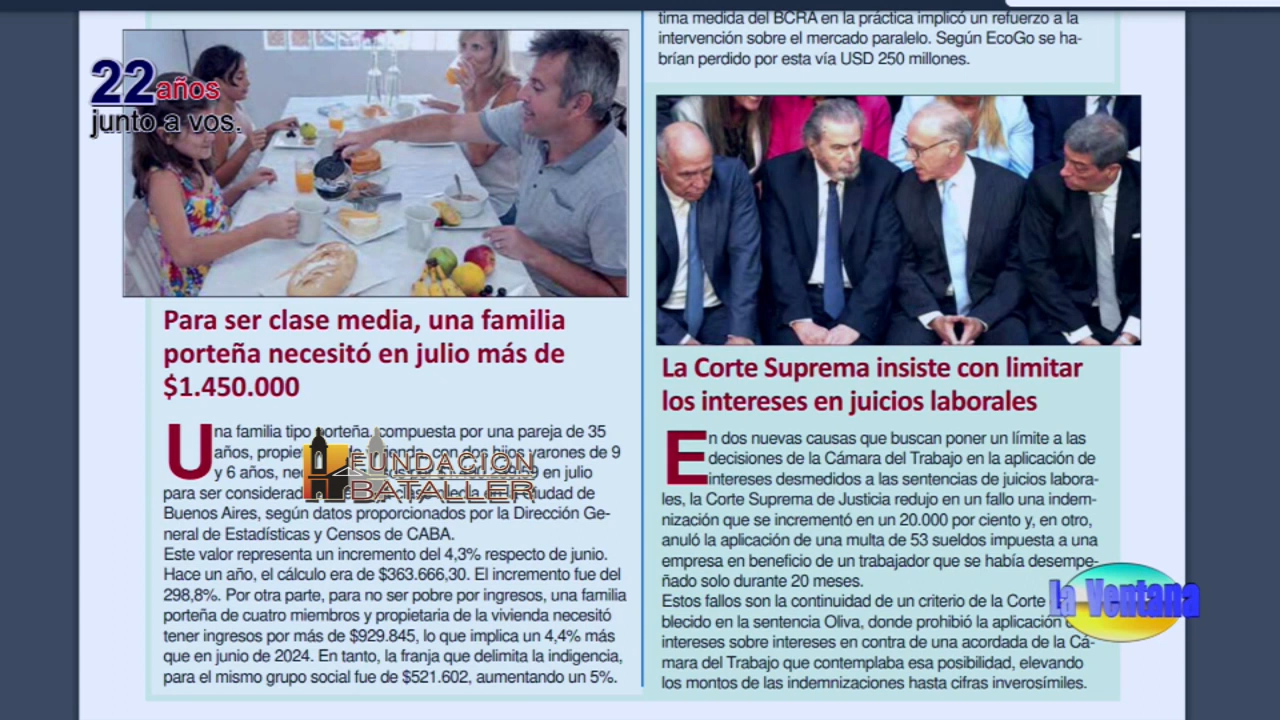 22 años
junto a vos.
Para ser clase media, una familia
porteña necesitó en julio más de
$1.450.000
Una familia tipo porteña, compuesta por una pareja de 35
años, con dos hijos varones de 9
y 6 años, en julio
para ser clase media en la ciudad de
Buenos Aires, según datos proporcionados por la Dirección Ge-
neral de Estadísticas y Censos de CABA.
Este valor representa un incremento del 4,3% respecto de junio.
Hace un año, el cálculo era de $363.666,30. El incremento fue del
298,8%. Por otra parte, para no ser pobre por ingresos, una familia
porteña de cuatro miembros y propietaria de la vivienda necesitó
tener ingresos por más de $929.845, lo que implica un 4,4% más
que en junio de 2024. En tanto, la franja que delimita la indigencia,
para el mismo grupo social fue de $521.602, aumentando un 5%.
FUNDACION
BATALLER
tima medida del BCRA en la práctica implicó un refuerzo a la
intervención sobre el mercado paralelo. Según EcoGo se ha-
brían perdido por esta vía USD 250 millones.
La Corte Suprema insiste con limitar
los intereses en juicios laborales
En dos nuevas causas que buscan poner un límite a las
decisiones de la Cámara del Trabajo en la aplicación de
intereses desmedidos a las sentencias de juicios labora-
les, la Corte Suprema de Justicia redujo en un fallo una indem-
nización que se incrementó en un 20.000 por ciento y, en otro,
anuló la aplicación de una multa de 53 sueldos impuesta a una
empresa en beneficio de un trabajador que se había desempe-
ñado solo durante 20 meses.
Estos fallos son la continuidad de un criterio de la Corte
blecido en la sentencia Oliva, donde prohibió la aplicación
intereses sobre intereses en contra de una acordada de la Cá-
mara del Trabajo que contemplaba esa posibilidad, elevando
los montos de las indemnizaciones hasta cifras inverosímiles.
la Ventana